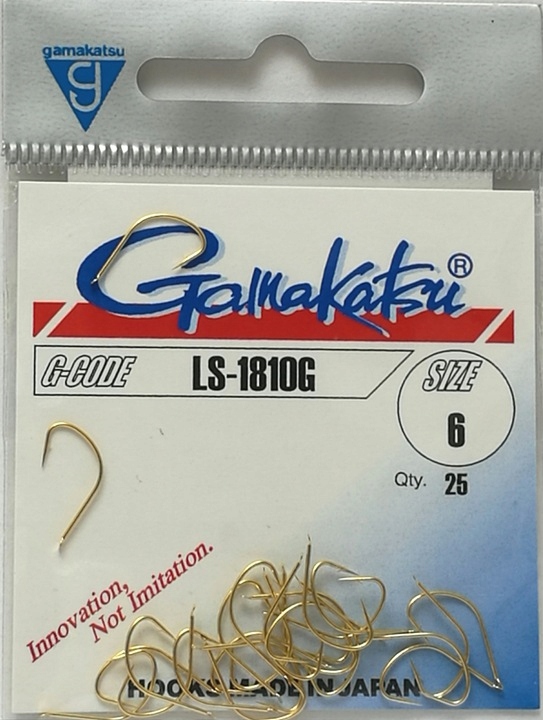 gamakatsu
g
Gamakatsu®
G-CODE LS-1810G
SIZE
6
Qty. 25
Innovation,
Not Imitation.
HOOKS MADE IN JAPAN